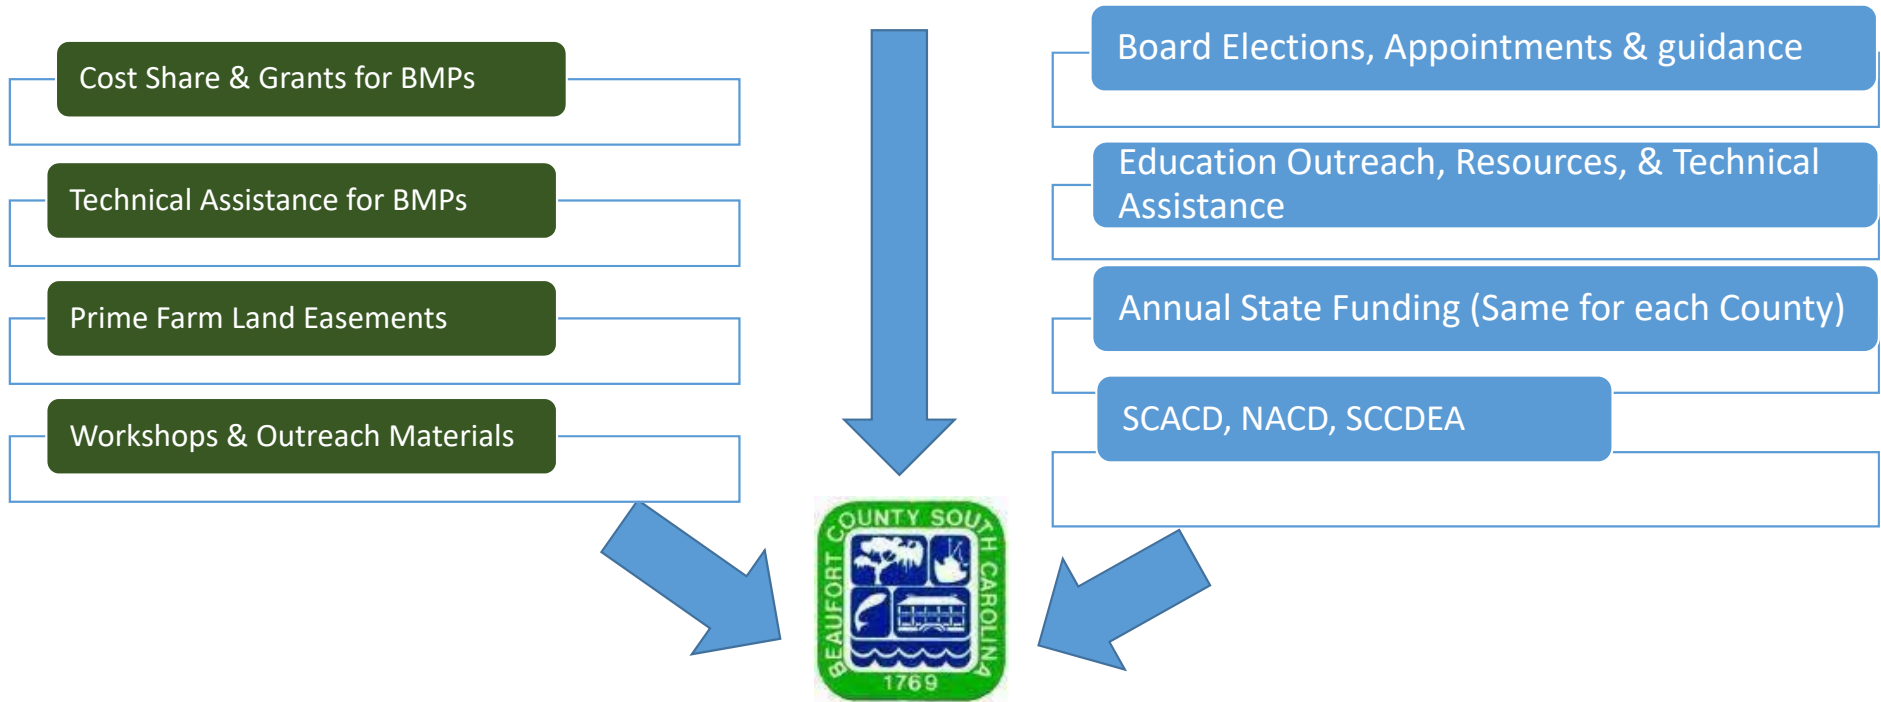 Cost Share & Grants for BMPs
Technical Assistance for BMPs
Prime Farm Land Easements
Workshops & Outreach Materials
Board Elections, Appointments & guidance
Education Outreach, Resources, & Technical
Assistance
Annual State Funding (Same for each County)
SCACD, NACD, SCCDEA
BEAUFORT COUNTY SOUTH CAROLINA
1769